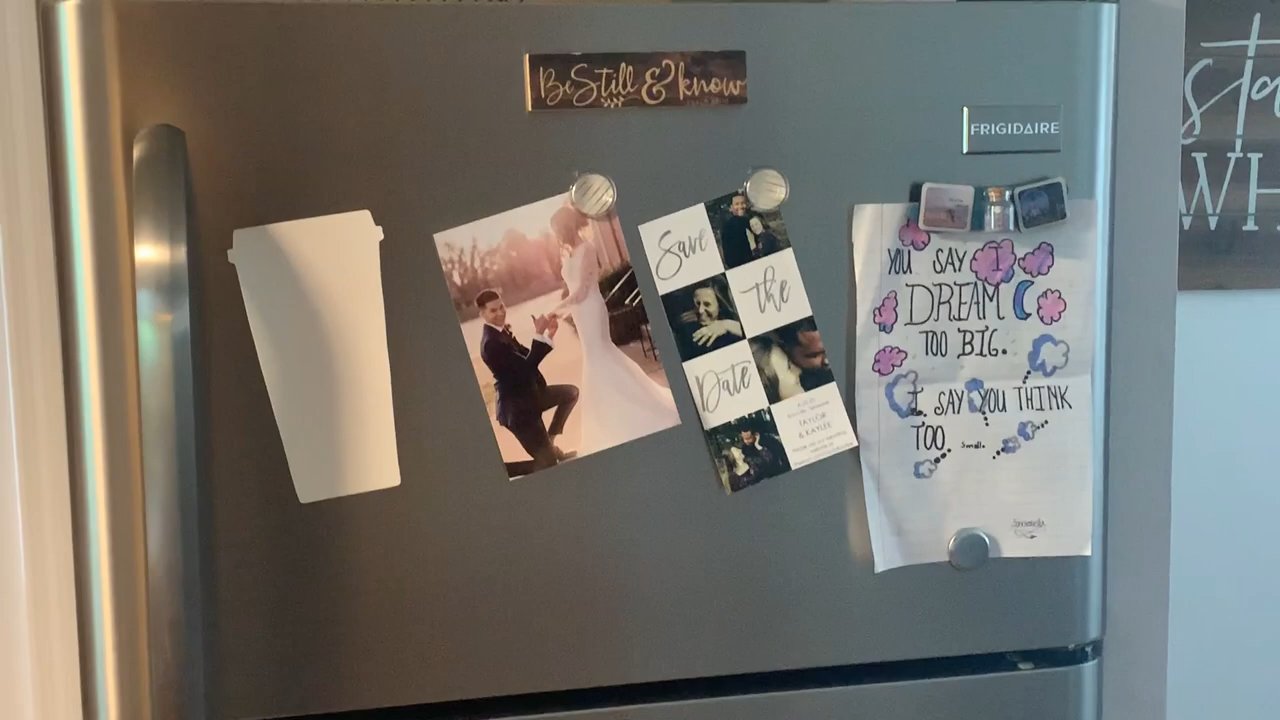 Be Still & know
FRIGIDAIRE
Save
the
Date
TAYLOR
& KAYLEE
YOU SAY I
DREAM
TOO BIG.
I SAY YOU THINK
TOO Small.
WH